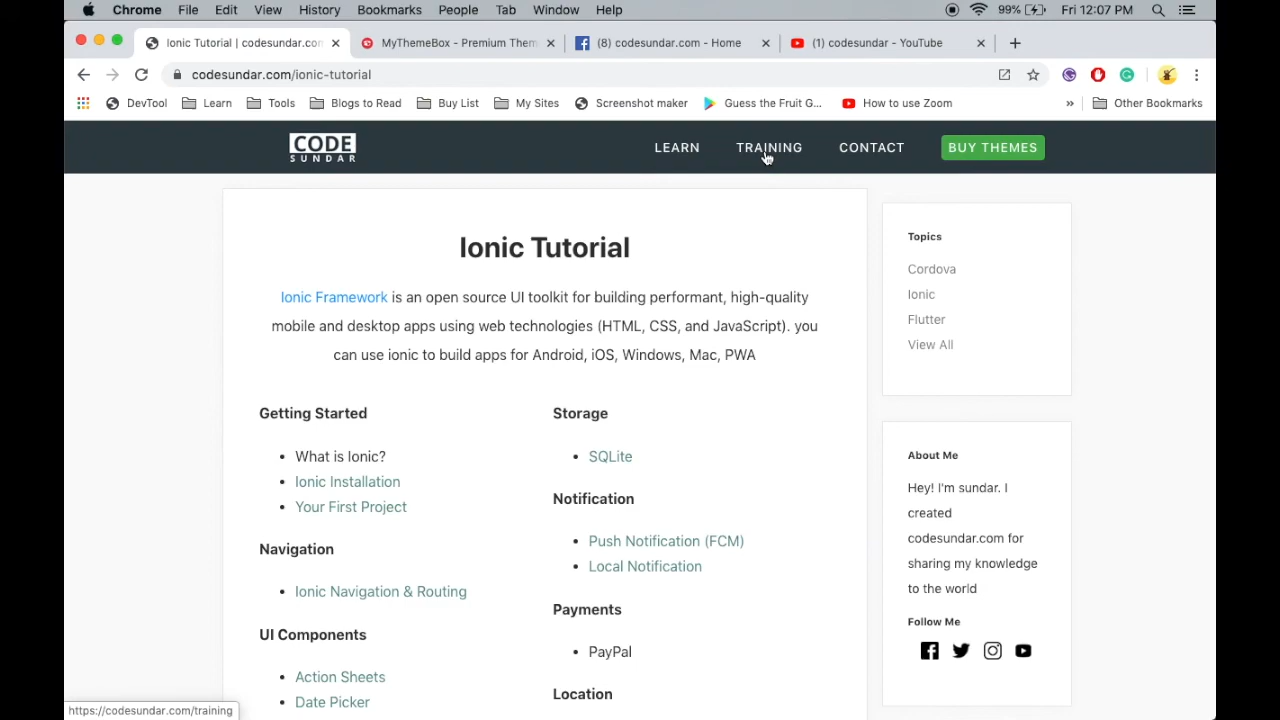 Chrome File Edit View History Bookmarks People Tab Window Help 99% Fri 12:07 PM
Ionic Tutorial | codesundar.con
MyThemeBox - Premium Them
(8) codesundar.com - Home
(1) codesundar - YouTube
codesundar.com/ionic-tutorial
DevTool Learn Tools Blogs to Read Buy List My Sites Screenshot maker Guess the Fruit G... How to use Zoom » Other Bookmarks
CODE
SUNDAR
LEARN TRAINING CONTACT BUY THEMES
Ionic Tutorial
Ionic Framework is an open source UI toolkit for building performant, high-quality
mobile and desktop apps using web technologies (HTML, CSS, and JavaScript). you
can use ionic to build apps for Android, iOS, Windows, Mac, PWA
Getting Started
• What is Ionic?
• Ionic Installation
• Your First Project
Navigation
• Ionic Navigation & Routing
UI Components
• Action Sheets
• Date Picker
Storage
• SQLite
Notification
• Push Notification (FCM)
• Local Notification
Payments
• PayPal
Location
Topics
Cordova
Ionic
Flutter
View All
About Me
Hey! I'm sundar. I
created
codesundar.com for
sharing my knowledge
to the world
Follow Me
https://codesundar.com/training